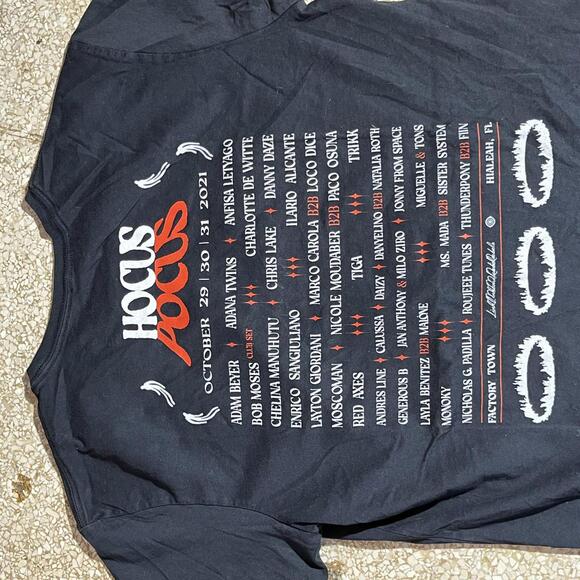 HOCUS
POCUS
OCTOBER 29 | 30 | 31 2021
ADAM BEYER ✦ ADANA TWINS ✦ ANFISA LETYAGO
BOB MOSES CLUB SET ✦✦✦ CHARLOTTE DE WITTE
CHELINA MANUHUTU ✦ CHRIS LAKE ✦ DANNY DAZE
ENRICO SANGIULIANO ✦✦✦ ILARIO ALICANTE
LAYTON GIORDANI ✦ MARCO CAROLA B2B LOCO DICE
MOSCOMAN ✦ NICOLE MOUDABER B2B PACO OSUNA
RED AXES ✦✦✦ TIGA ✦✦✦ TRIKK
ANDRES LINE ✦ CALUSSA ✦ DAIZY ✦ DANYELINO B2B NATALIA ROTH
GENEROUS B ✦ JAN ANTHONY & MILO ZIRO ✦ JONNY FROM SPACE
LAYLA BENITEZ B2B MALONE ✦✦✦ MIGUELLE & TONS
MONOKY ✦✦✦ MS. MADA B2B SISTER SYSTEM
NICHOLAS G. PADILLA ✦ ROUJEEE TUNES ✦ THUNDERPONY B2B FIIN
FACTORY TOWN HIALEAH, FL